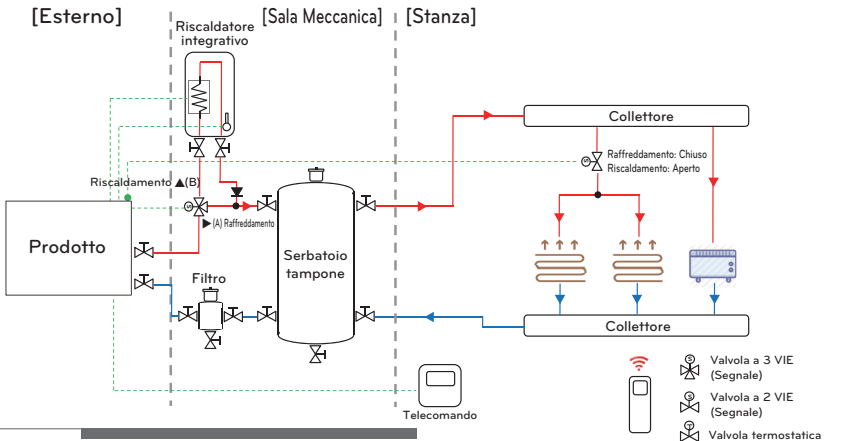 [Esterno]
[Sala Meccanica]
[Stanza]
Riscaldatore
integrativo
Collettore
Raffreddamento: Chiuso
Riscaldamento: Aperto
S
Riscaldamento ▲(B)
S
▶(A) Raffreddamento
Prodotto
Serbatoio
tampone
Filtro
Collettore
Telecomando
S
Valvola a 3 VIE
(Segnale)
S
Valvola a 2 VIE
(Segnale)
T
Valvola termostatica